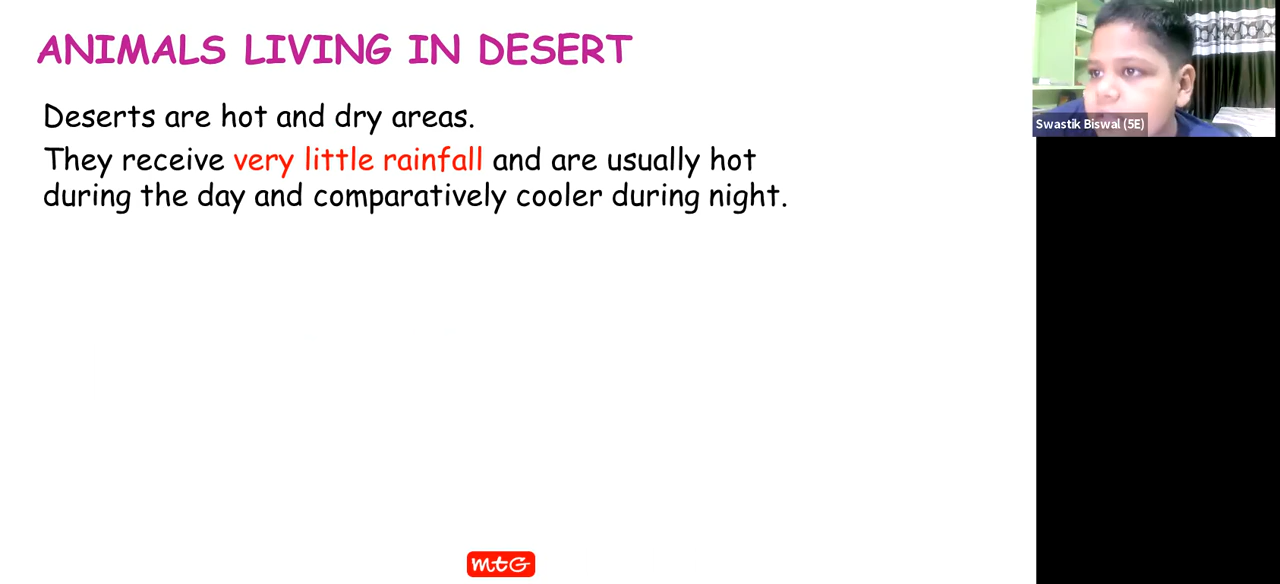 ANIMALS LIVING IN DESERT
Deserts are hot and dry areas.
They receive very little rainfall and are usually hot
during the day and comparatively cooler during night.
Swastik Biswal (5E)
mtG